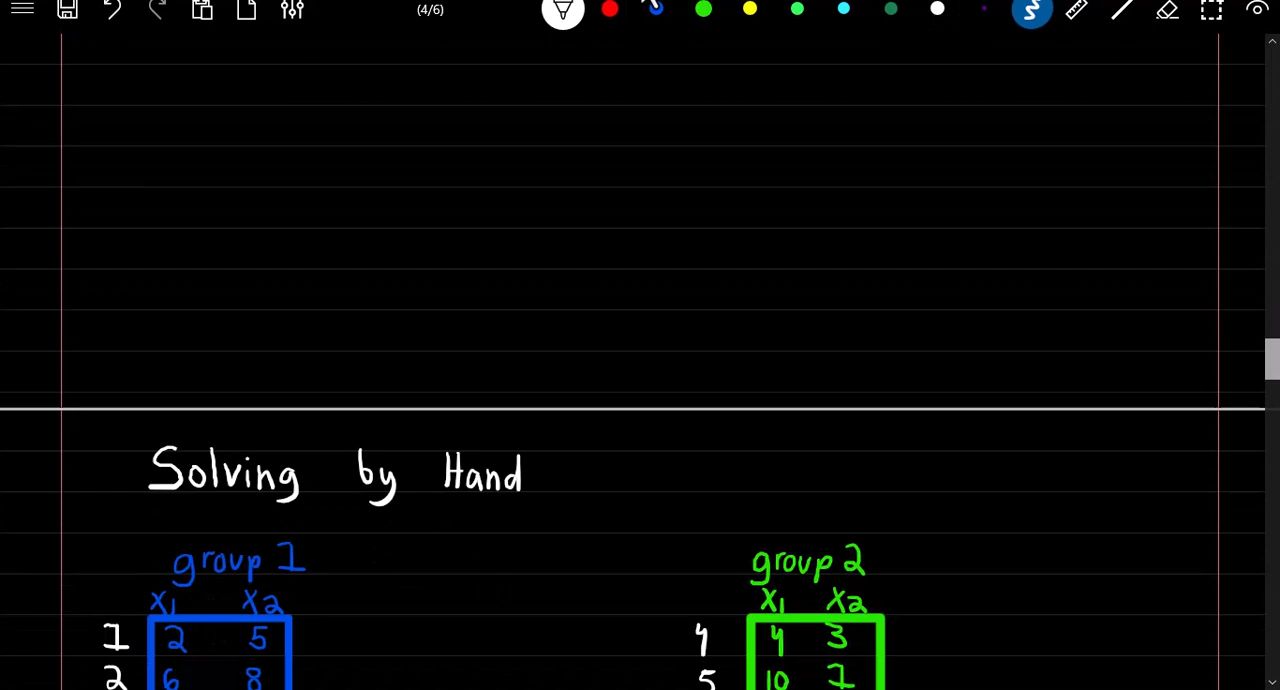 (4/6)
Solving by Hand
group 1 group 2
x1 x2 x1 x2
1 2 5 4 4 3
2 6 8 5 10 7